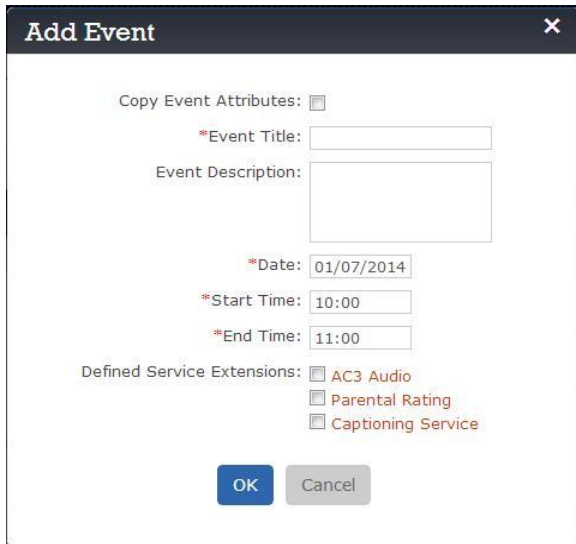 Add Event
Copy Event Attributes:
*Event Title:
Event Description:
*Date: 01/07/2014
*Start Time: 10:00
*End Time: 11:00
Defined Service Extensions: AC3 Audio
Parental Rating
Captioning Service
OK Cancel